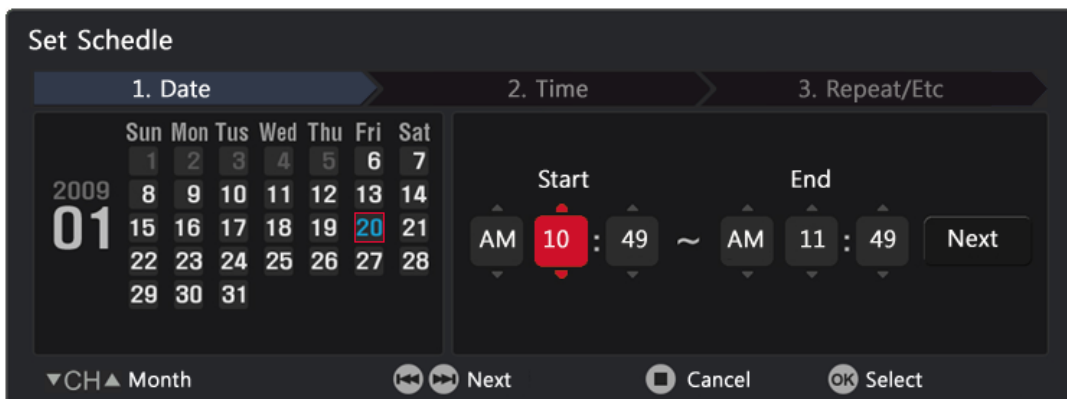 Set Schedle
1. Date 2. Time 3. Repeat/Etc
Sun Mon Tus Wed Thu Fri Sat
1 2 3 4 5 6 7
2009
8 9 10 11 12 13 14
01
15 16 17 18 19 20 21
22 23 24 25 26 27 28
29 30 31
Start End
AM 10 : 49 ~ AM 11 : 49 Next
▼CH▲ Month ⏮ ⏭ Next Cancel OK Select